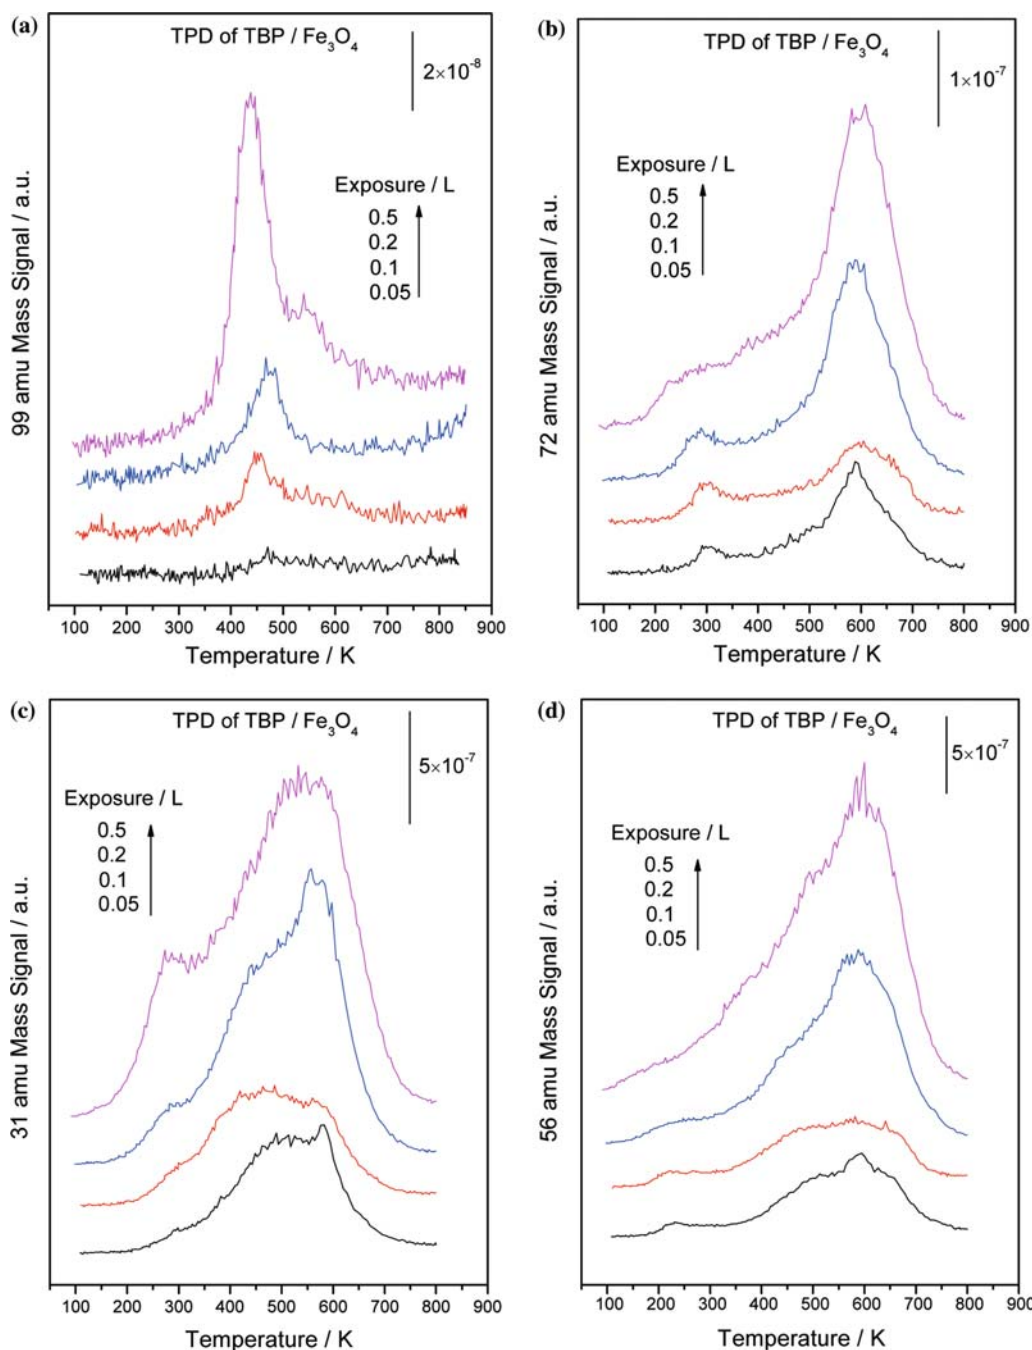 (a)
TPD of TBP / Fe₃O₄
2×10⁻⁸
Exposure / L
0.5
0.2
0.1
0.05
99 amu Mass Signal / a.u.
100 200 300 400 500 600 700 800 900
Temperature / K
(b)
TPD of TBP / Fe₃O₄
1×10⁻⁷
Exposure / L
0.5
0.2
0.1
0.05
72 amu Mass Signal / a.u.
100 200 300 400 500 600 700 800 900
Temperature / K
(c)
TPD of TBP / Fe₃O₄
5×10⁻⁷
Exposure / L
0.5
0.2
0.1
0.05
31 amu Mass Signal / a.u.
100 200 300 400 500 600 700 800 900
Temperature / K
(d)
TPD of TBP / Fe₃O₄
5×10⁻⁷
Exposure / L
0.5
0.2
0.1
0.05
56 amu Mass Signal / a.u.
100 200 300 400 500 600 700 800 900
Temperature / K